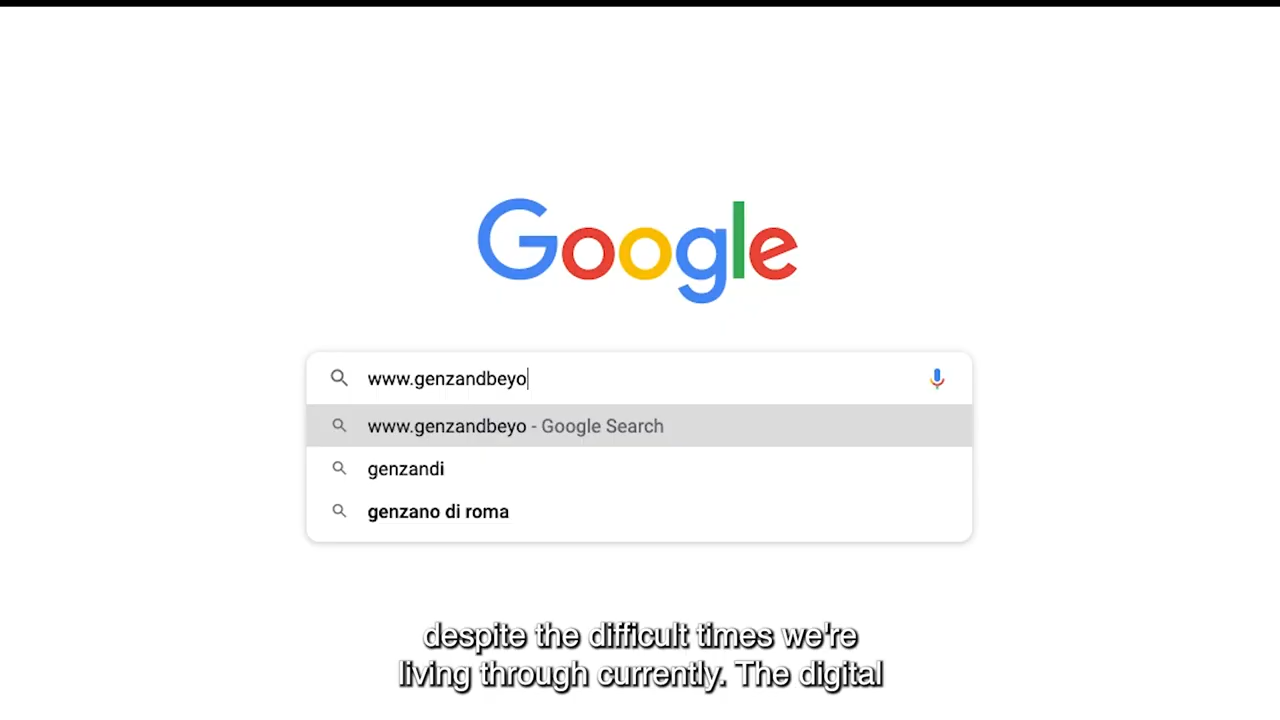 Google
www.genzandbeyo
www.genzandbeyo - Google Search
genzandi
genzano di roma
despite the difficult times we're
living through currently. The digital